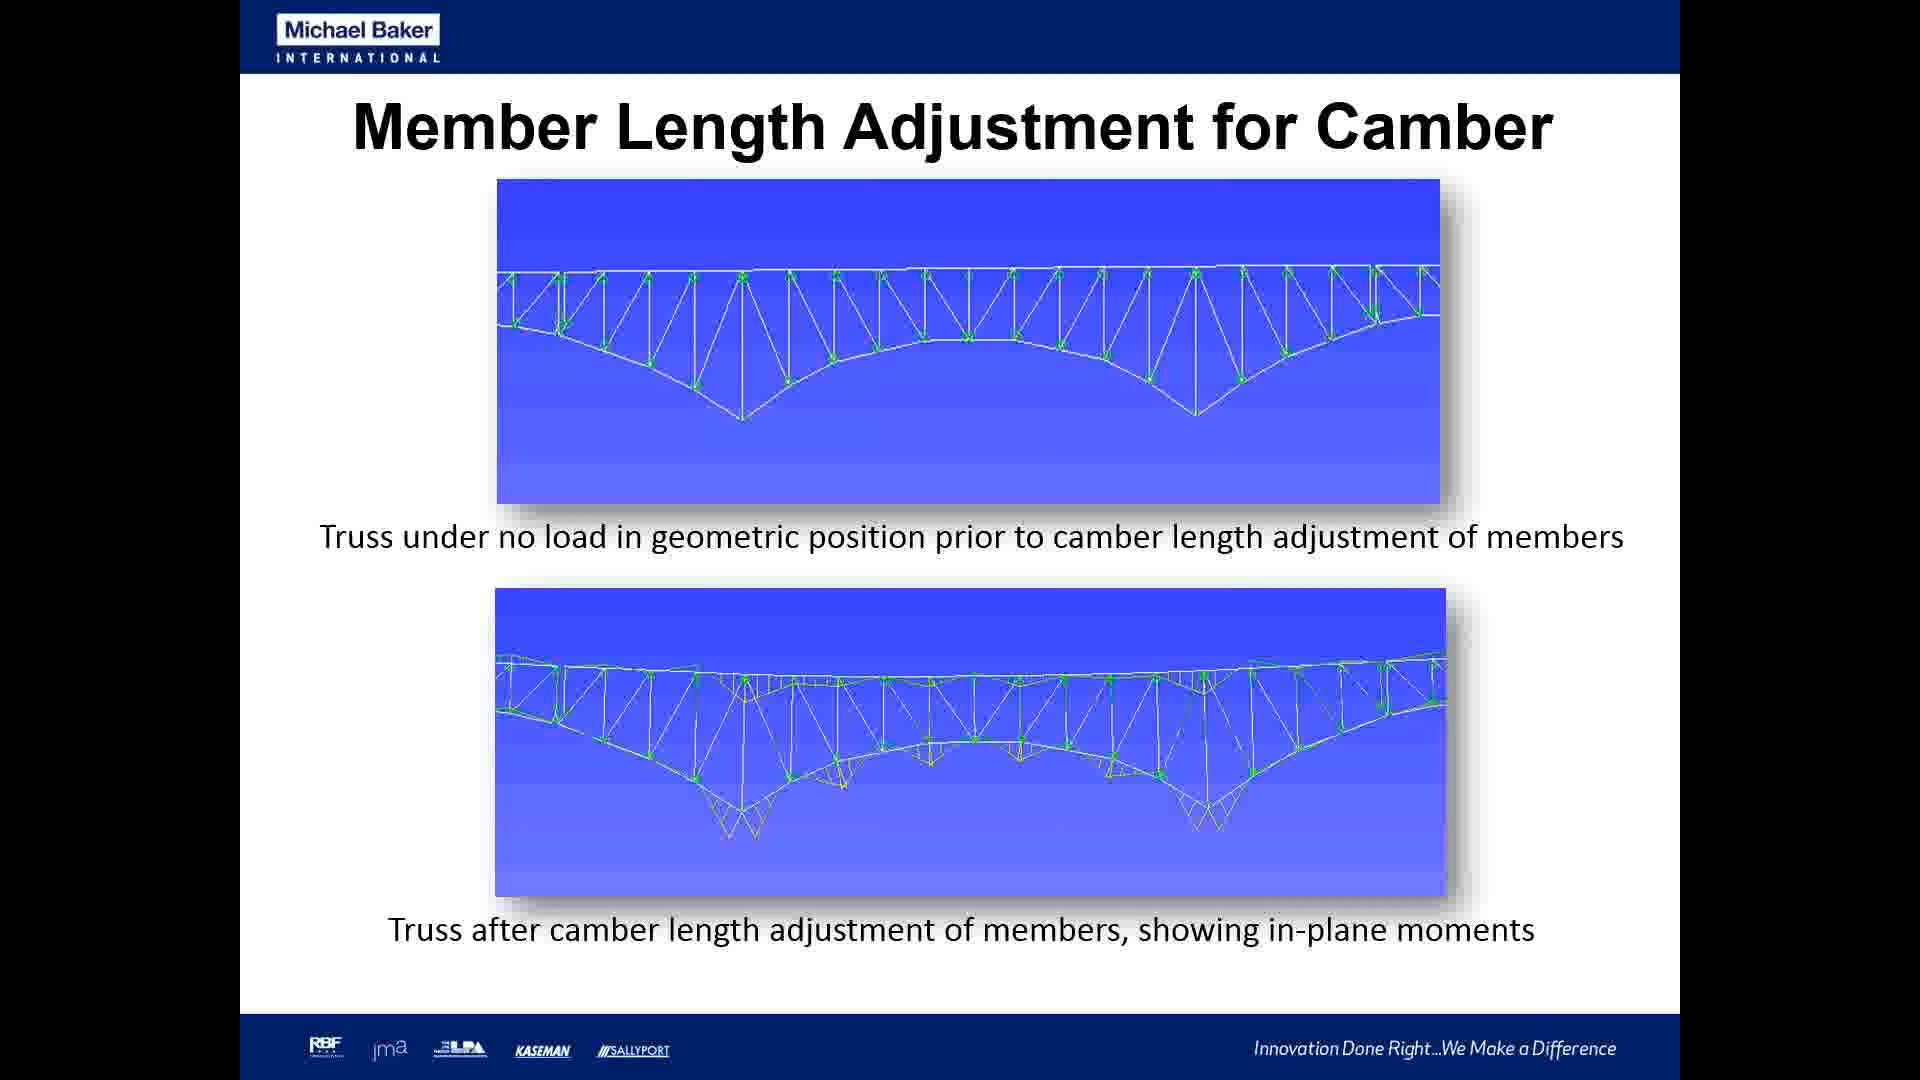 Michael Baker
INTERNATIONAL
Member Length Adjustment for Camber
Truss under no load in geometric position prior to camber length adjustment of members
Truss after camber length adjustment of members, showing in-plane moments
RBF
jma
LPA
KASEMAN
SALLYPORT
Innovation Done Right...We Make a Difference